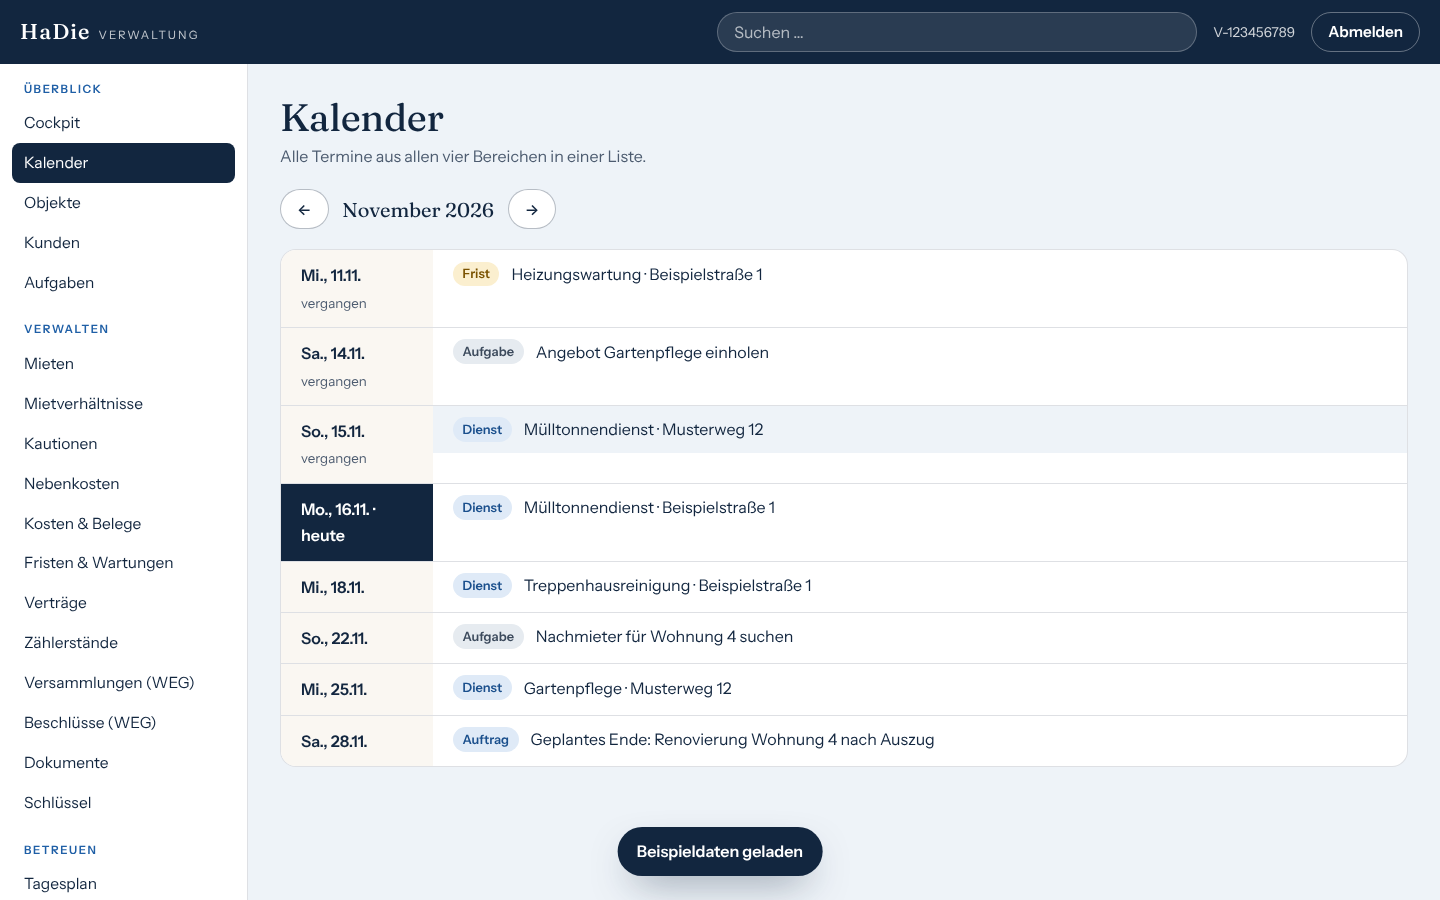 HaDie VERWALTUNG
Suchen ...
V-123456789
Abmelden
ÜBERBLICK
Cockpit
Kalender
Objekte
Kunden
Aufgaben
VERWALTEN
Mieten
Mietverhältnisse
Kautionen
Nebenkosten
Kosten & Belege
Fristen & Wartungen
Verträge
Zählerstände
Versammlungen (WEG)
Beschlüsse (WEG)
Dokumente
Schlüssel
BETREUEN
Tagesplan
Kalender
Alle Termine aus allen vier Bereichen in einer Liste.
← November 2026 →
Mi., 11.11.
vergangen
Frist Heizungswartung · Beispielstraße 1
Sa., 14.11.
vergangen
Aufgabe Angebot Gartenpflege einholen
So., 15.11.
vergangen
Dienst Mülltonnendienst · Musterweg 12
Mo., 16.11. ·
heute
Dienst Mülltonnendienst · Beispielstraße 1
Mi., 18.11.
Dienst Treppenhausreinigung · Beispielstraße 1
So., 22.11.
Aufgabe Nachmieter für Wohnung 4 suchen
Mi., 25.11.
Dienst Gartenpflege · Musterweg 12
Sa., 28.11.
Auftrag Geplantes Ende: Renovierung Wohnung 4 nach Auszug
Beispieldaten geladen